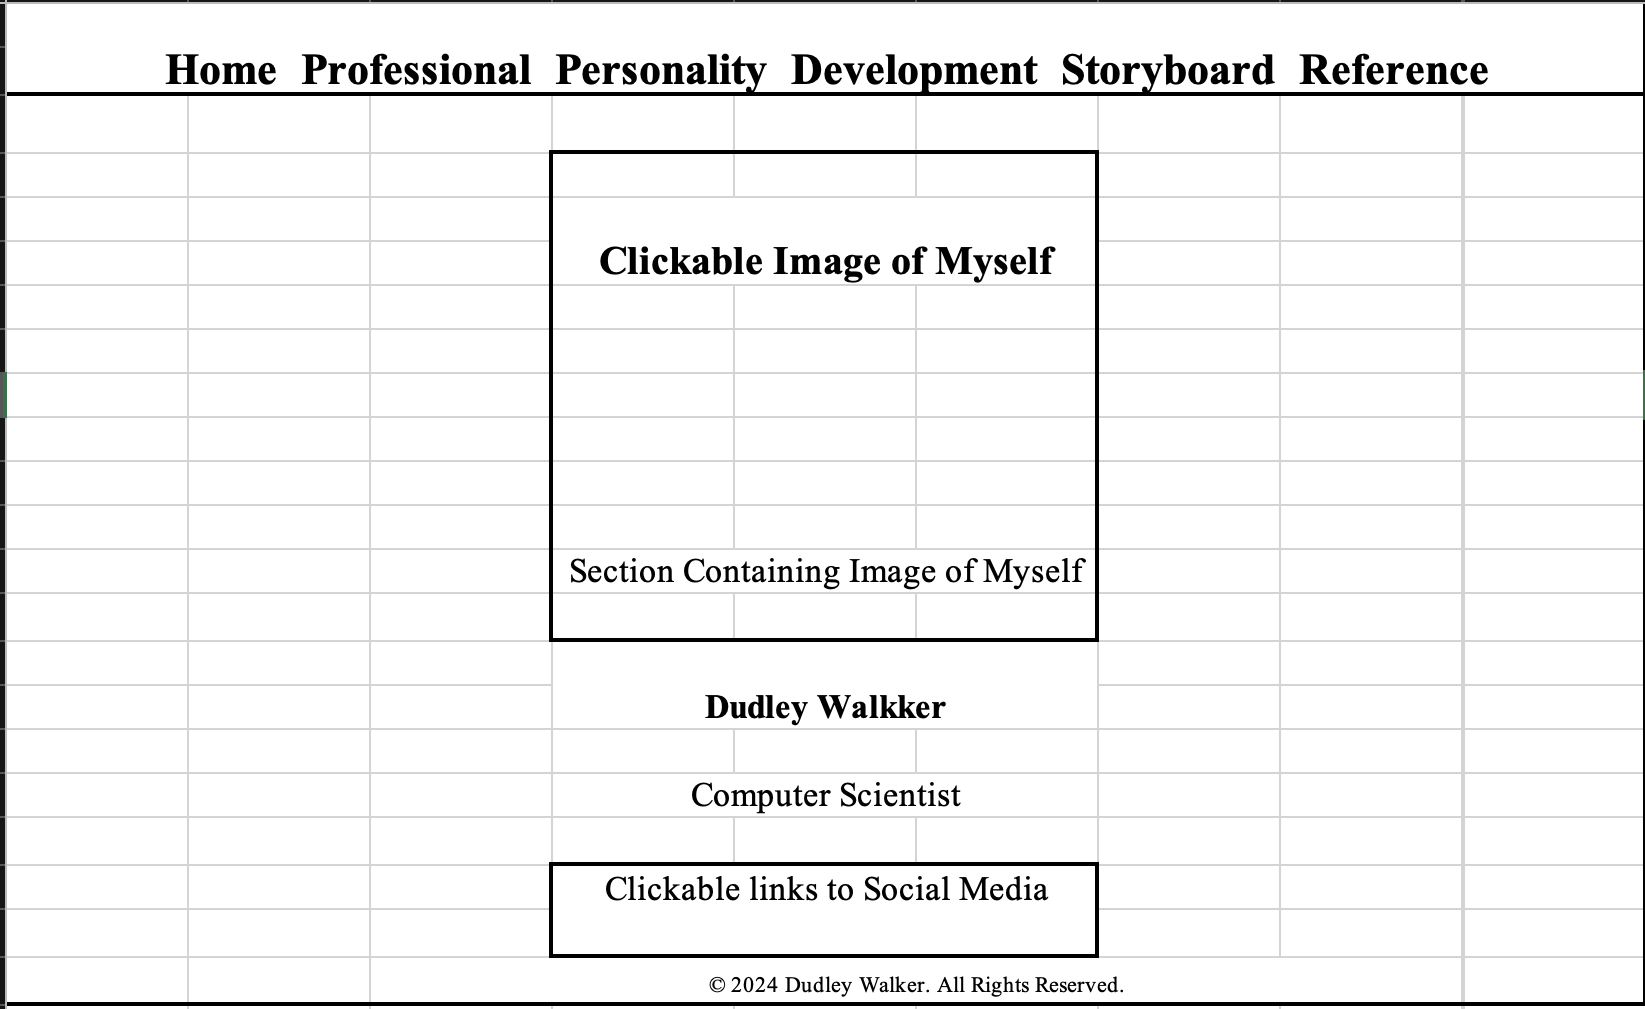 Home Professional Personality Development Storyboard Reference
Clickable Image of Myself
Section Containing Image of Myself
Dudley Walkker
Computer Scientist
Clickable links to Social Media
© 2024 Dudley Walker. All Rights Reserved.